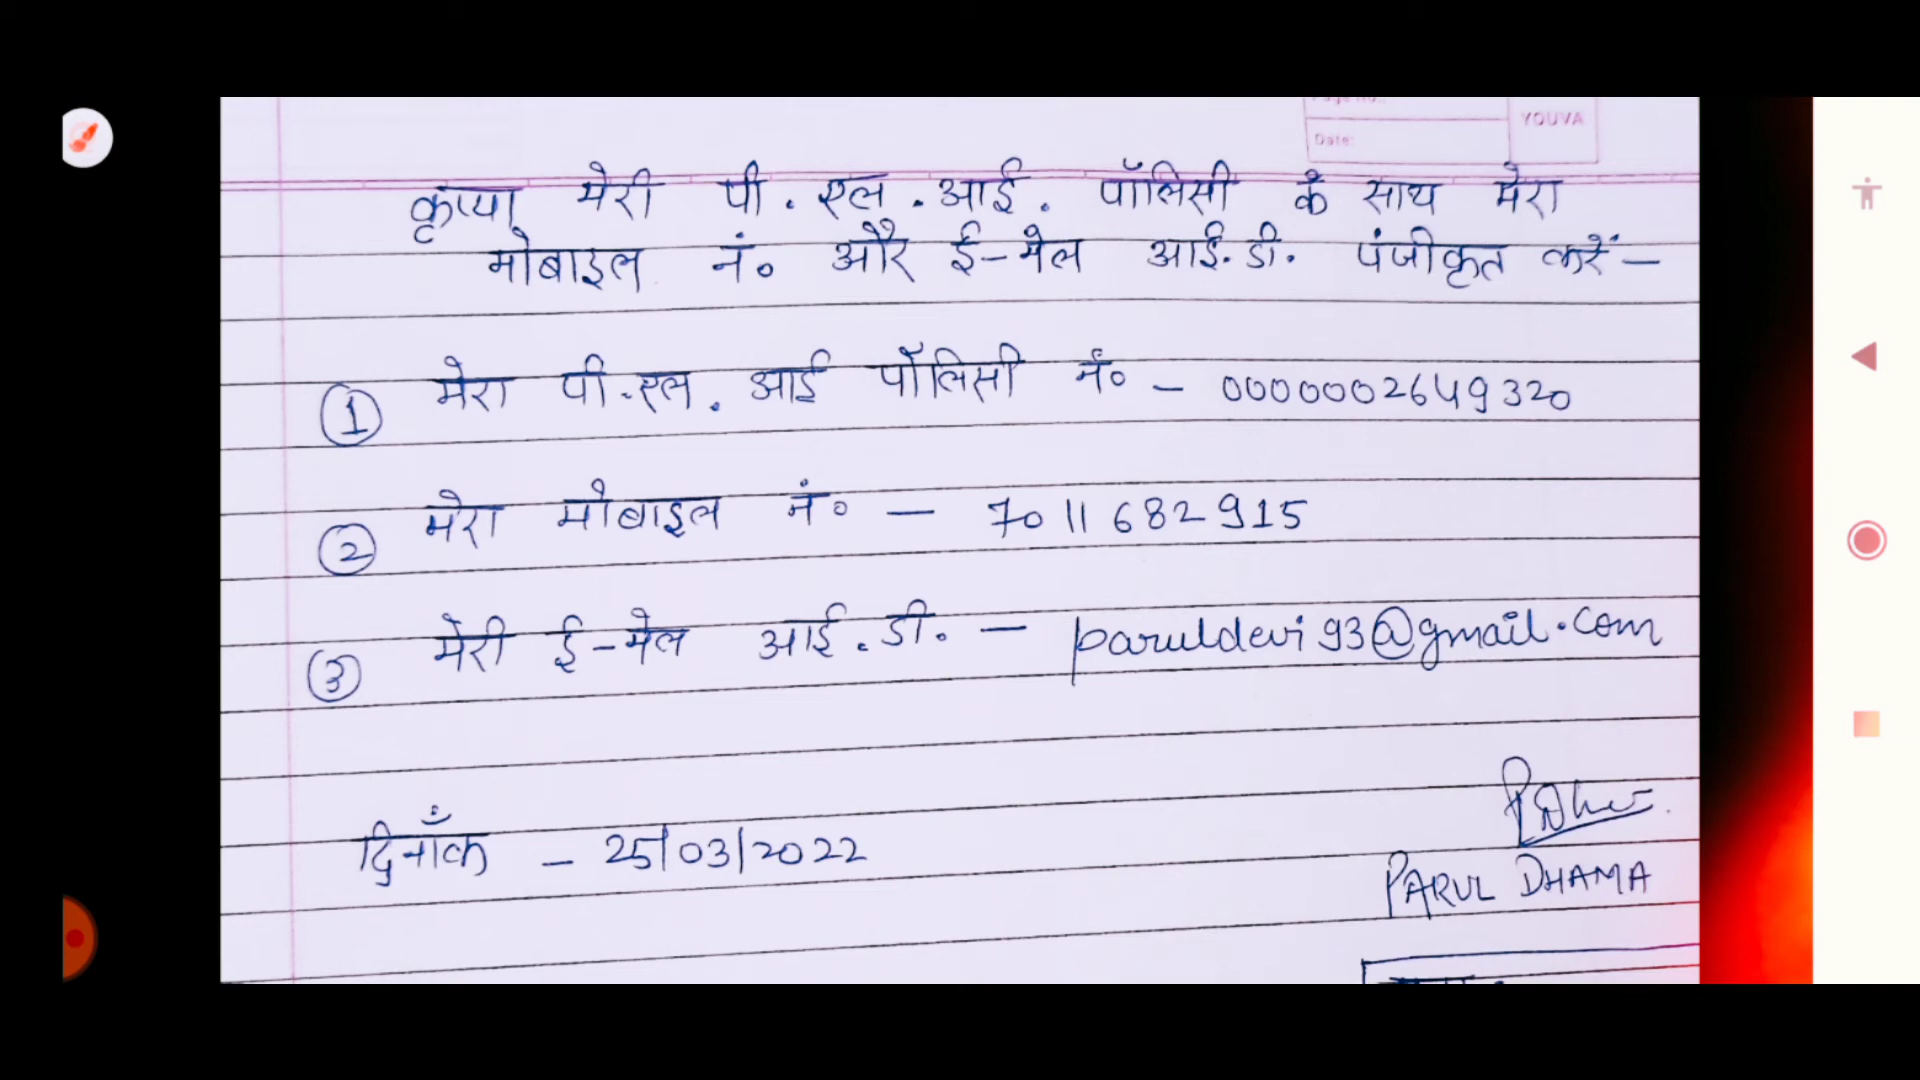 YOUVA
Date:
कृप्या मेरी पी. एल. आई. पॉलिसी के साथ मेरा
मोबाइल नं० और ई-मेल आई.डी. पंजीकृत करें –
① मेरा पी.एल. आई पॉलिसी नं० – 0000002649320
② मेरा मोबाइल नं० – 7011682915
③ मेरी ई-मेल आई.डी. – paruldevi93@gmail.com
दिनाँक – 25/03/2022
PARUL DHAMA